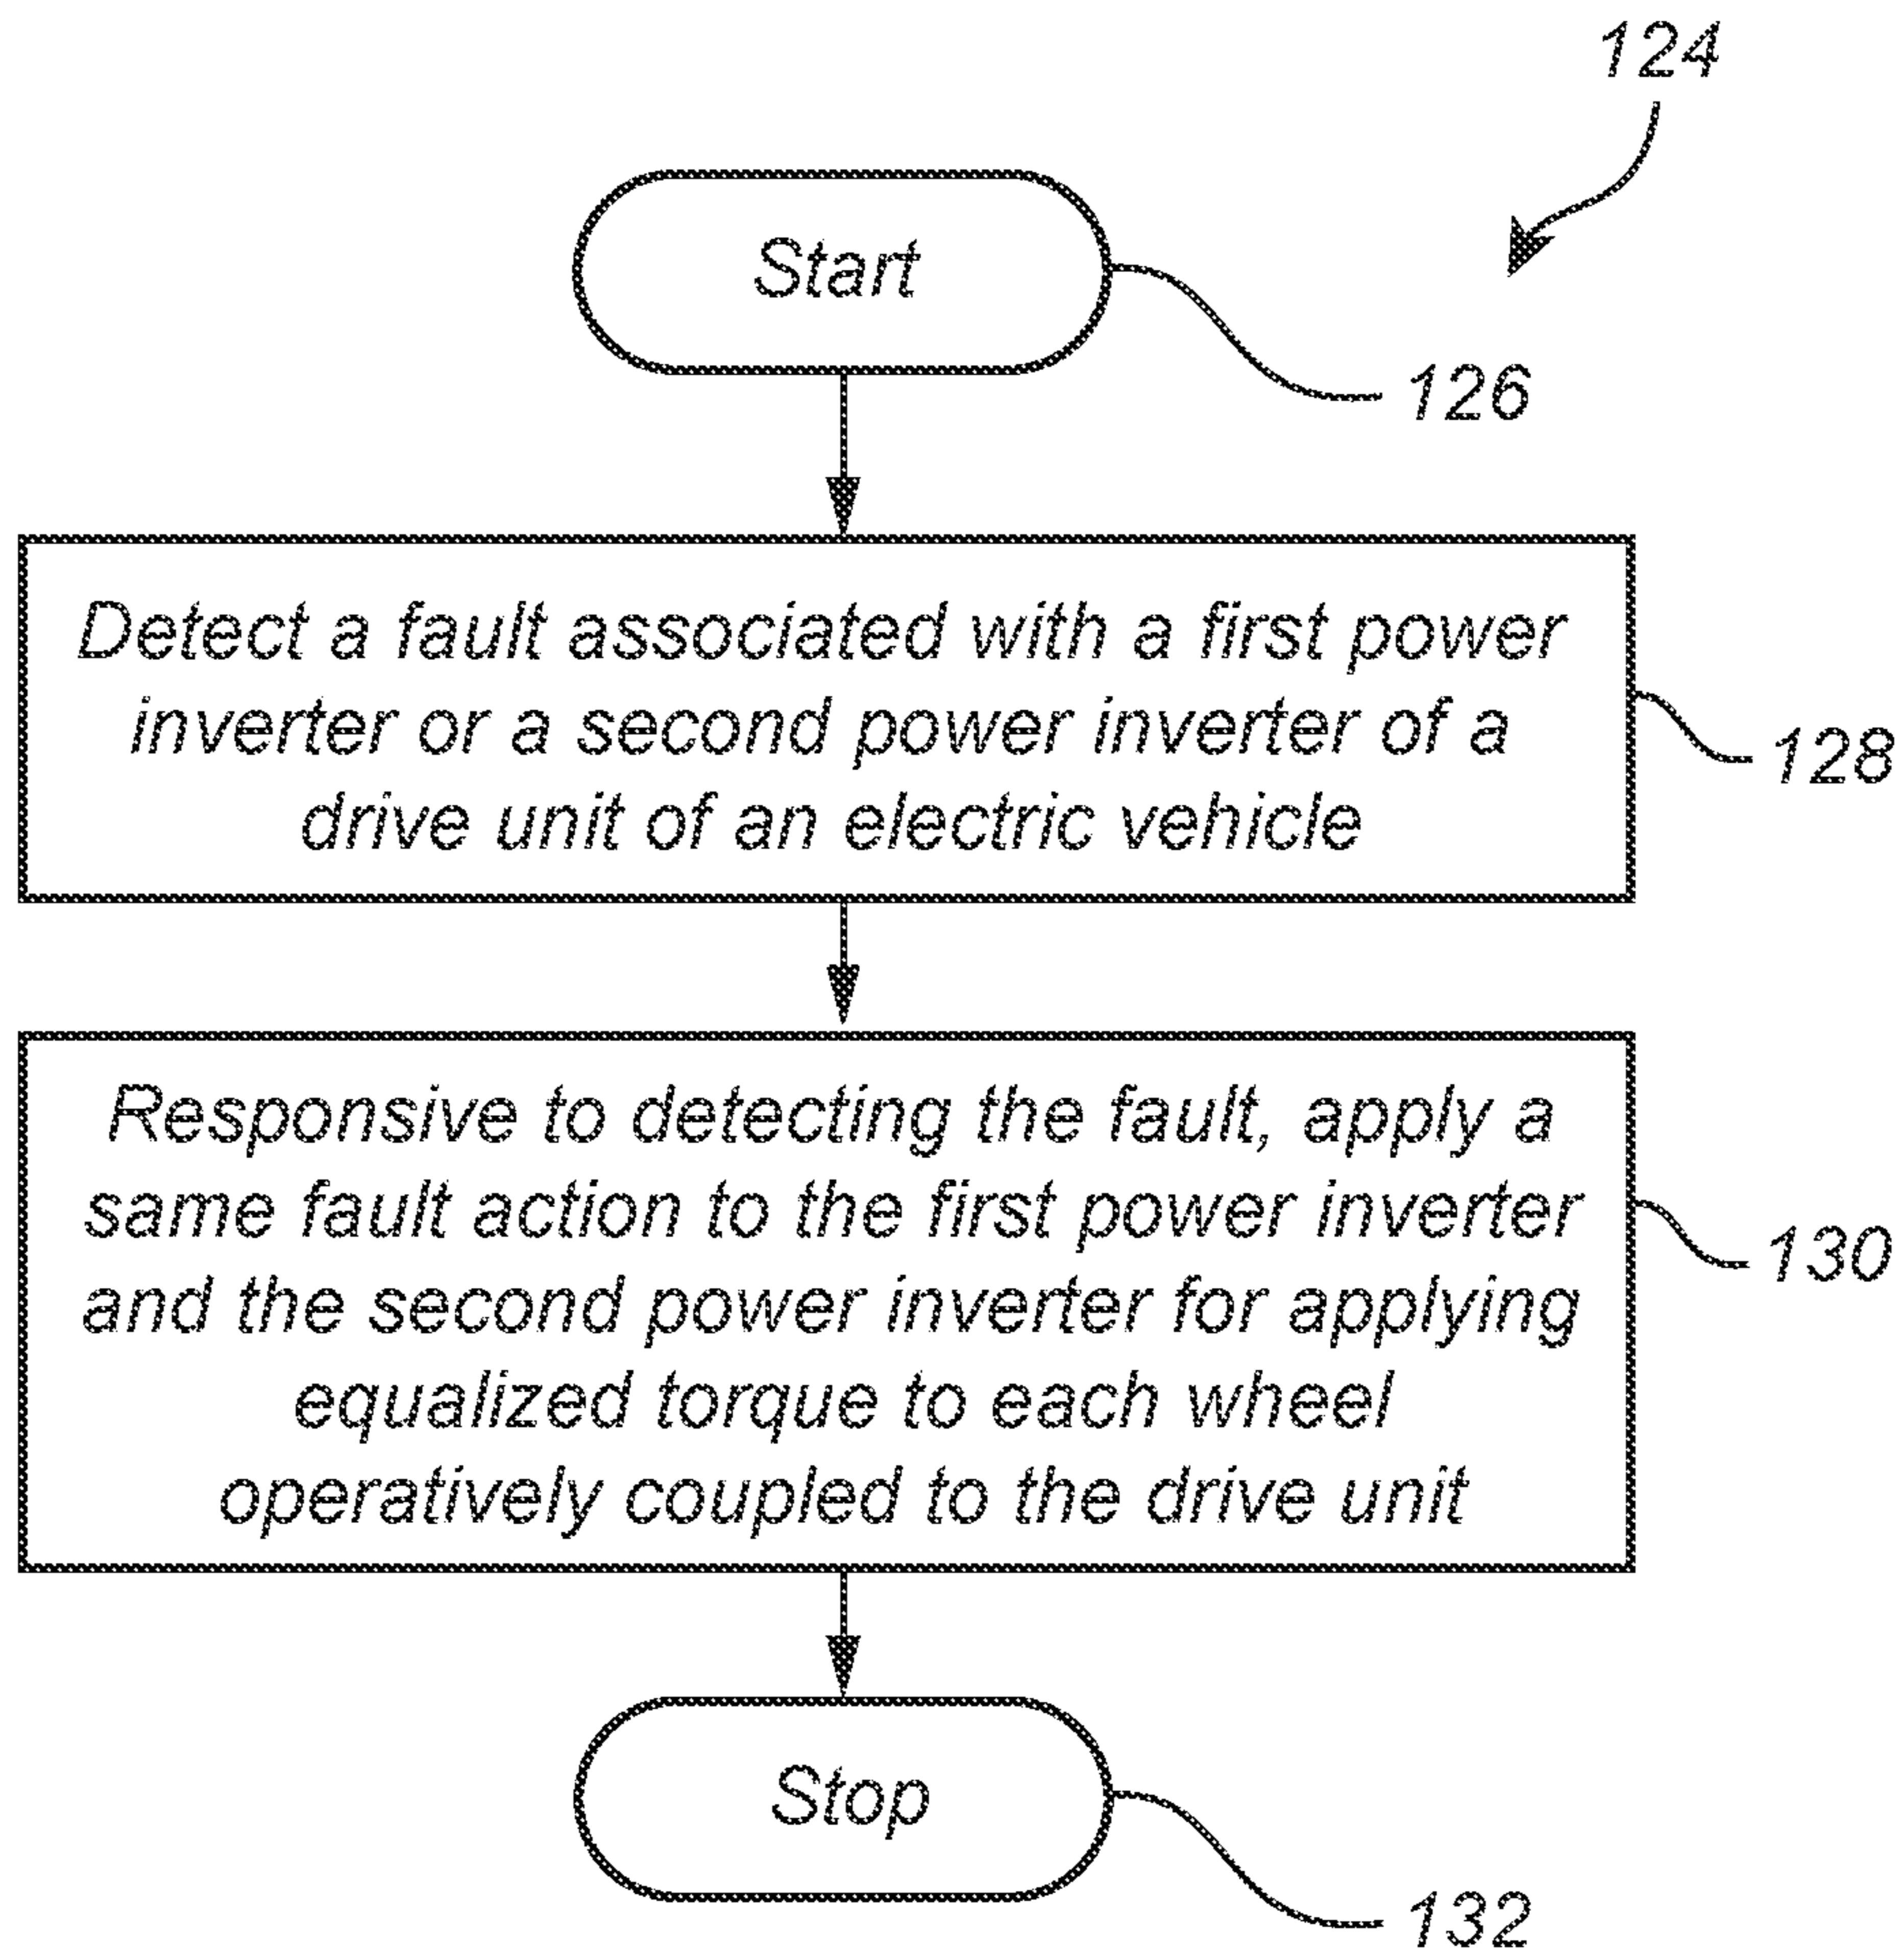 124
Start
126
Detect a fault associated with a first power
inverter or a second power inverter of a
drive unit of an electric vehicle
128
Responsive to detecting the fault, apply a
same fault action to the first power inverter
and the second power inverter for applying
equalized torque to each wheel
operatively coupled to the drive unit
130
Stop
132